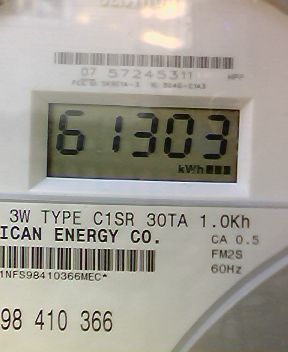 07 57245311 MPP
61303
kWh
3W TYPE C1SR 30TA 1.0Kh
ICAN ENERGY CO.
CA 0.5
FM2S
60Hz
1NFS98410366MEC*
98 410 366